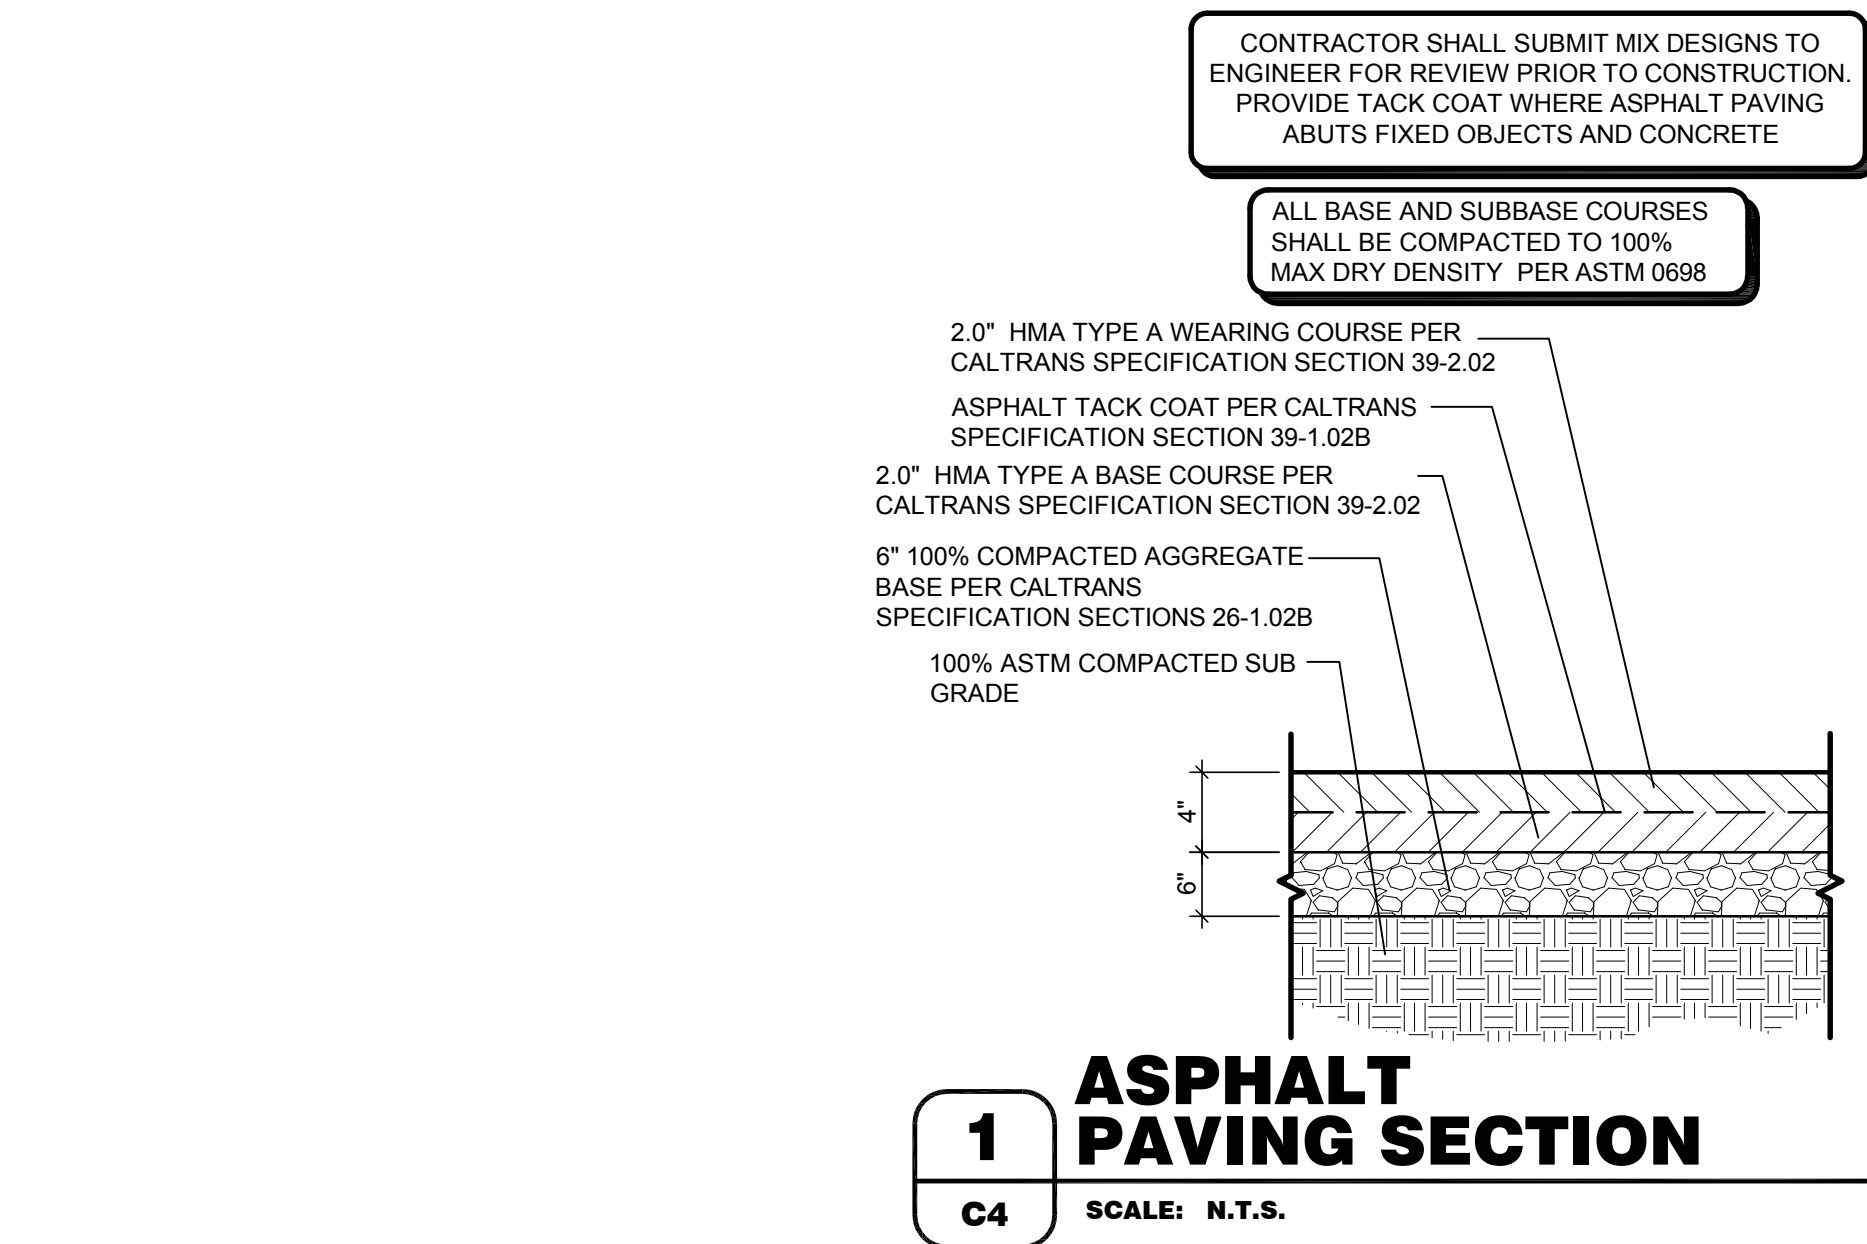 CONTRACTOR SHALL SUBMIT MIX DESIGNS TO
ENGINEER FOR REVIEW PRIOR TO CONSTRUCTION.
PROVIDE TACK COAT WHERE ASPHALT PAVING
ABUTS FIXED OBJECTS AND CONCRETE
ALL BASE AND SUBBASE COURSES
SHALL BE COMPACTED TO 100%
MAX DRY DENSITY PER ASTM 0698
2.0" HMA TYPE A WEARING COURSE PER
CALTRANS SPECIFICATION SECTION 39-2.02
ASPHALT TACK COAT PER CALTRANS
SPECIFICATION SECTION 39-1.02B
2.0" HMA TYPE A BASE COURSE PER
CALTRANS SPECIFICATION SECTION 39-2.02
6" 100% COMPACTED AGGREGATE
BASE PER CALTRANS
SPECIFICATION SECTIONS 26-1.02B
100% ASTM COMPACTED SUB
GRADE
4"
6"
1
C4
ASPHALT
PAVING SECTION
SCALE: N.T.S.